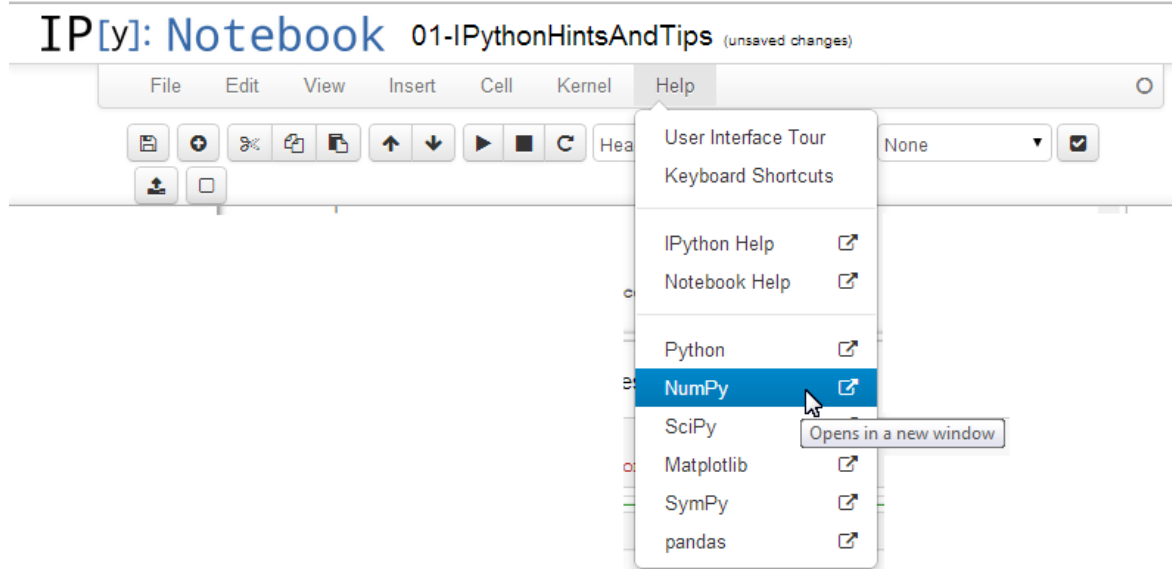 IP[y]: Notebook 01-IPythonHintsAndTips (unsaved changes)
File Edit View Insert Cell Kernel Help
User Interface Tour
None
Keyboard Shortcuts
IPython Help
Notebook Help
Python
NumPy
SciPy
Opens in a new window
Matplotlib
SymPy
pandas